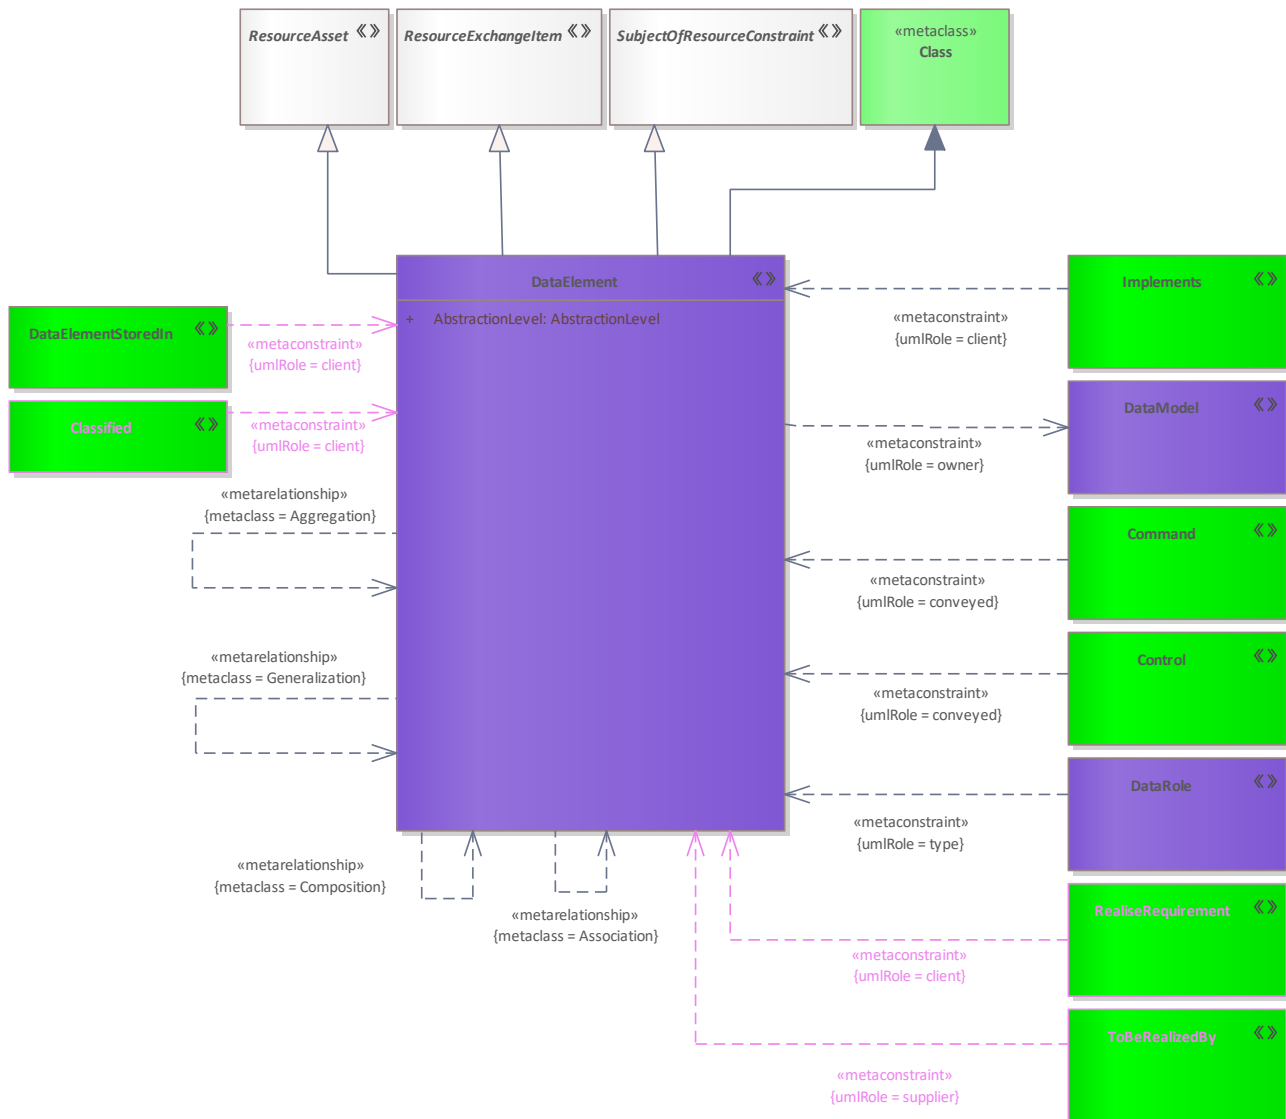 ResourceAsset «»
ResourceExchangeItem «»
SubjectOfResourceConstraint «»
«metaclass»
Class
DataElement «»
+ AbstractionLevel: AbstractionLevel
DataElementStoredIn «»
«metaconstraint»
{umlRole = client}
Classified «»
«metaconstraint»
{umlRole = client}
«metarelationship»
{metaclass = Aggregation}
«metarelationship»
{metaclass = Generalization}
«metarelationship»
{metaclass = Composition}
«metarelationship»
{metaclass = Association}
Implements «»
«metaconstraint»
{umlRole = client}
DataModel «»
«metaconstraint»
{umlRole = owner}
Command «»
«metaconstraint»
{umlRole = conveyed}
Control «»
«metaconstraint»
{umlRole = conveyed}
DataRole «»
«metaconstraint»
{umlRole = type}
RealiseRequirement «»
«metaconstraint»
{umlRole = client}
ToBeRealizedBy «»
«metaconstraint»
{umlRole = supplier}